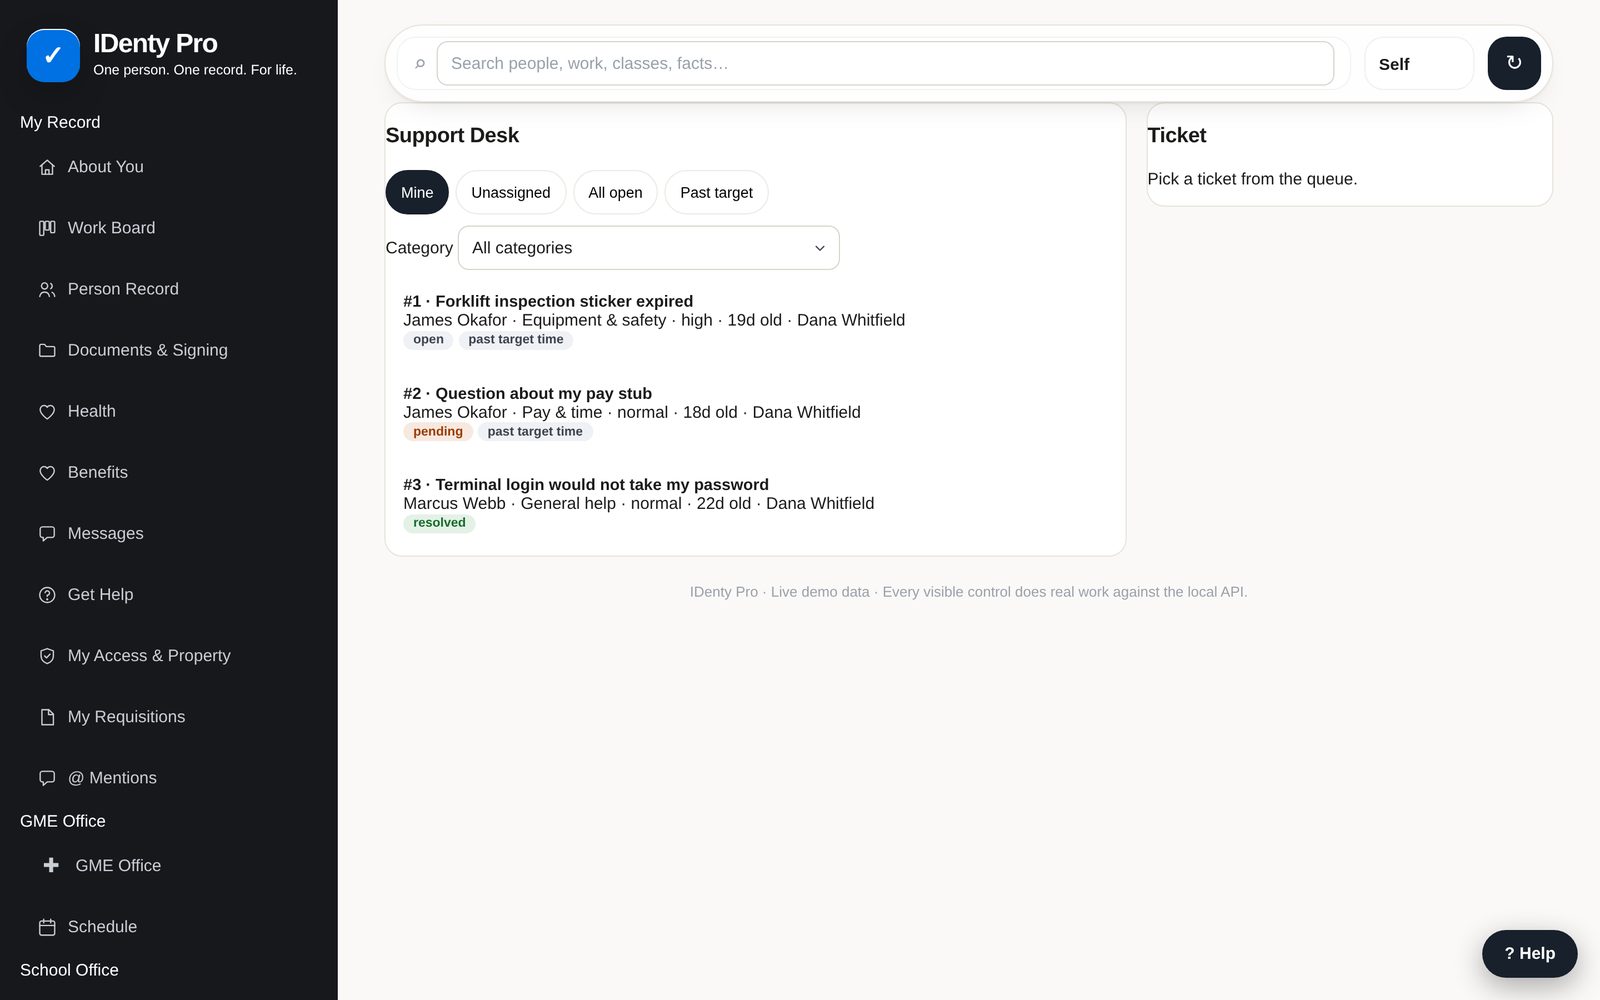 IDenty Pro
One person. One record. For life.
My Record
About You
Work Board
Person Record
Documents & Signing
Health
Benefits
Messages
Get Help
My Access & Property
My Requisitions
@ Mentions
GME Office
GME Office
Schedule
School Office
Search people, work, classes, facts…
Self
Support Desk
Mine
Unassigned
All open
Past target
Category
All categories
#1 · Forklift inspection sticker expired
James Okafor · Equipment & safety · high · 19d old · Dana Whitfield
open
past target time
#2 · Question about my pay stub
James Okafor · Pay & time · normal · 18d old · Dana Whitfield
pending
past target time
#3 · Terminal login would not take my password
Marcus Webb · General help · normal · 22d old · Dana Whitfield
resolved
Ticket
Pick a ticket from the queue.
IDenty Pro · Live demo data · Every visible control does real work against the local API.
? Help